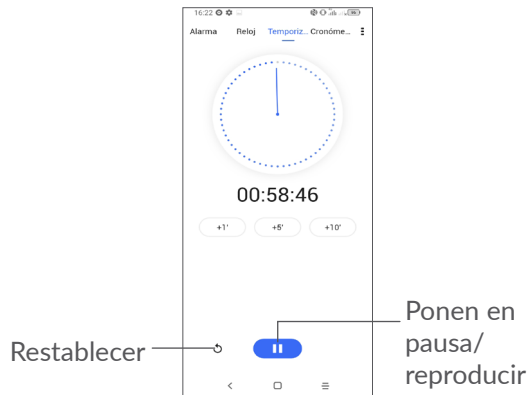 16:22
Alarma Reloj Temporiz... Cronóme...
00:58:46
+1' +5' +10'
Restablecer
Ponen en
pausa/
reproducir